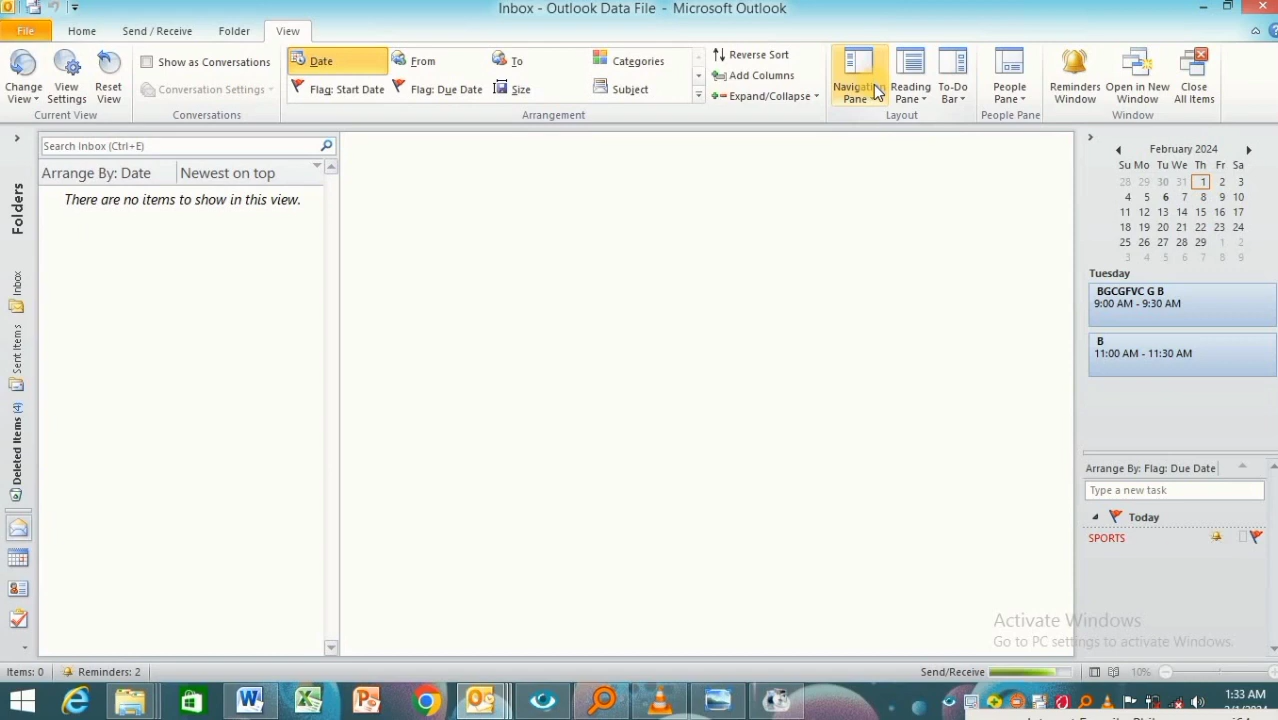 Inbox - Outlook Data File - Microsoft Outlook
File Home Send / Receive Folder View
Change View
View Settings
Reset View
Current View
Show as Conversations
Conversation Settings
Conversations
Date From To Categories
Flag: Start Date Flag: Due Date Size Subject
Arrangement
Reverse Sort
Add Columns
Expand/Collapse
Navigation Pane
Reading Pane
To-Do Bar
Layout
People Pane
People Pane
Reminders Window
Open in New Window
Close All Items
Window
Folders
Inbox
Sent Items
Deleted Items (4)
Search Inbox (Ctrl+E)
Arrange By: Date Newest on top
There are no items to show in this view.
February 2024
Su Mo Tu We Th Fr Sa
28 29 30 31 1 2 3
4 5 6 7 8 9 10
11 12 13 14 15 16 17
18 19 20 21 22 23 24
25 26 27 28 29 1 2
3 4 5 6 7 8 9
Tuesday
BGCGFVC G B
9:00 AM - 9:30 AM
B
11:00 AM - 11:30 AM
Arrange By: Flag: Due Date
Type a new task
Today
SPORTS
Activate Windows
Go to PC settings to activate Windows.
Items: 0 Reminders: 2 Send/Receive 10%
1:33 AM